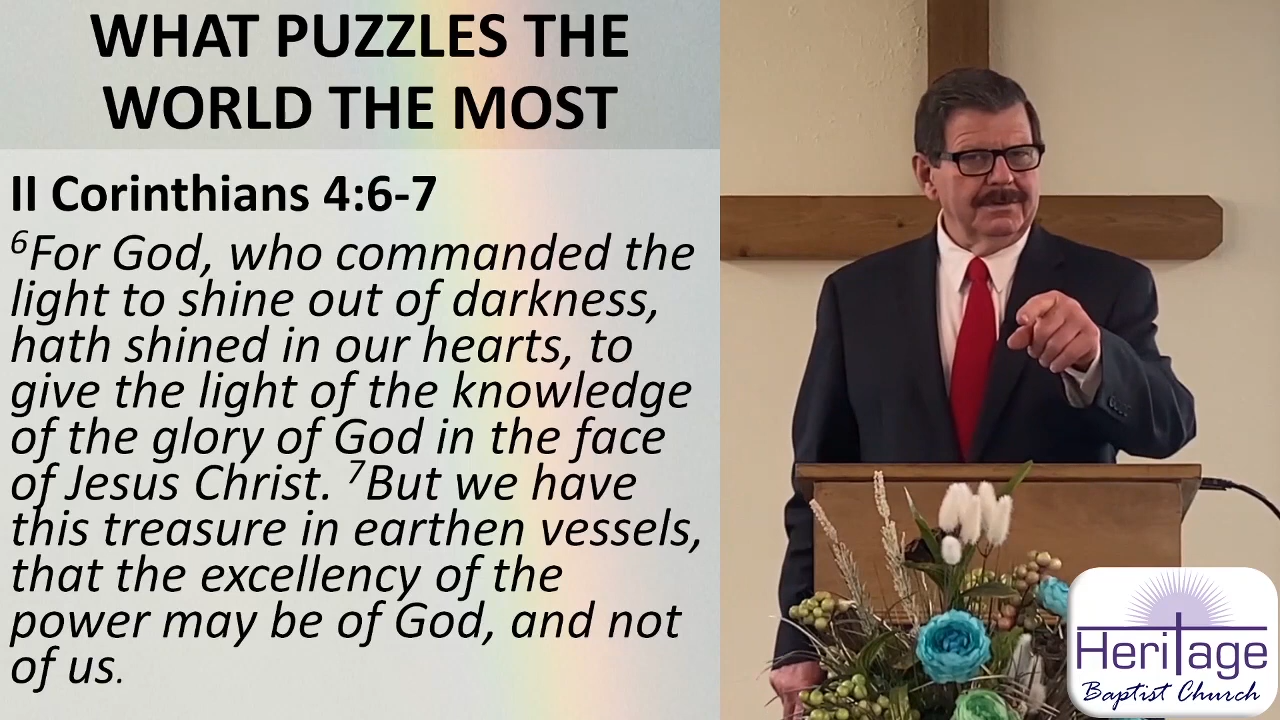 WHAT PUZZLES THE
WORLD THE MOST
II Corinthians 4:6-7
⁶For God, who commanded the
light to shine out of darkness,
hath shined in our hearts, to
give the light of the knowledge
of the glory of God in the face
of Jesus Christ. ⁷But we have
this treasure in earthen vessels,
that the excellency of the
power may be of God, and not
of us.
Heritage
Baptist Church